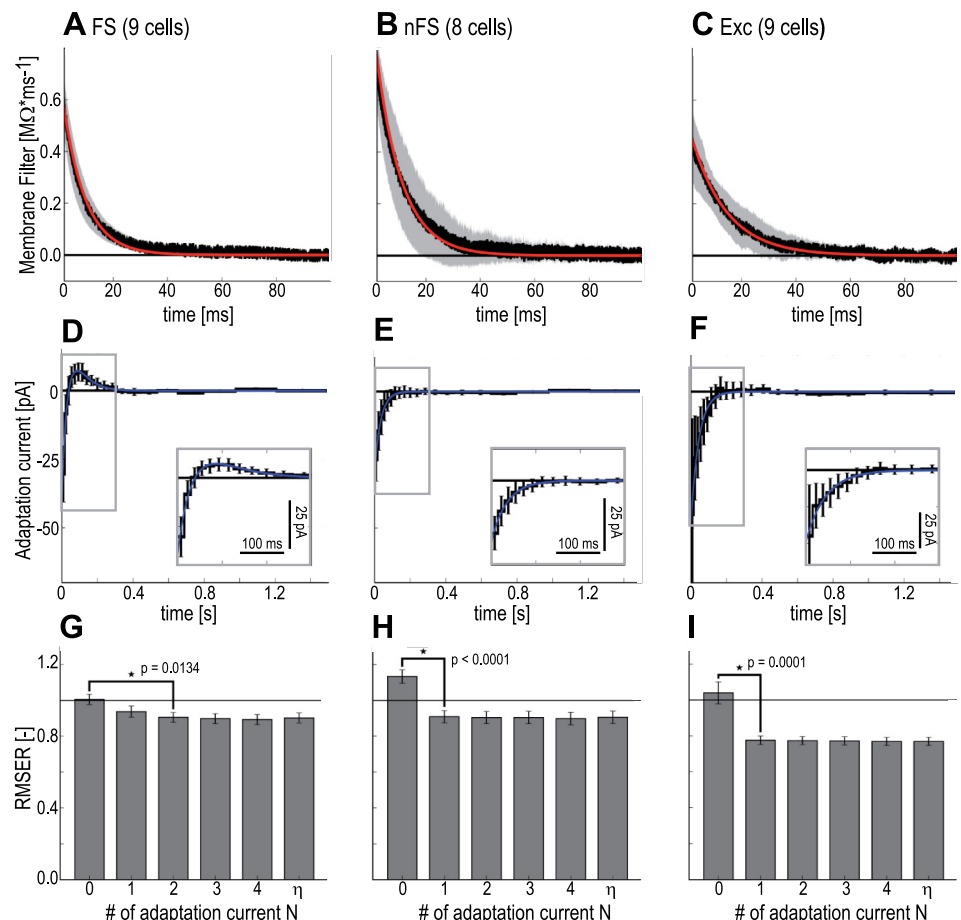 A FS (9 cells)
B nFS (8 cells)
C Exc (9 cells)
Membrane Filter [MΩ*ms-1]
0.6
0.4
0.2
0.0
0 20 40 60 80
time [ms]
0 20 40 60 80
time [ms]
0 20 40 60 80
time [ms]
D
E
F
Adaptation current [pA]
0
-25
-50
100 ms
25 pA
100 ms
25 pA
100 ms
25 pA
0 0.4 0.8 1.2
time [s]
0 0.4 0.8 1.2
time [s]
0 0.4 0.8 1.2
time [s]
G
H
I
RMSER [-]
1.2
1.0
0.8
0.4
0.0
★ p = 0.0134
★ p < 0.0001
★ p = 0.0001
0 1 2 3 4 η
# of adaptation current N
0 1 2 3 4 η
# of adaptation current N
0 1 2 3 4 η
# of adaptation current N